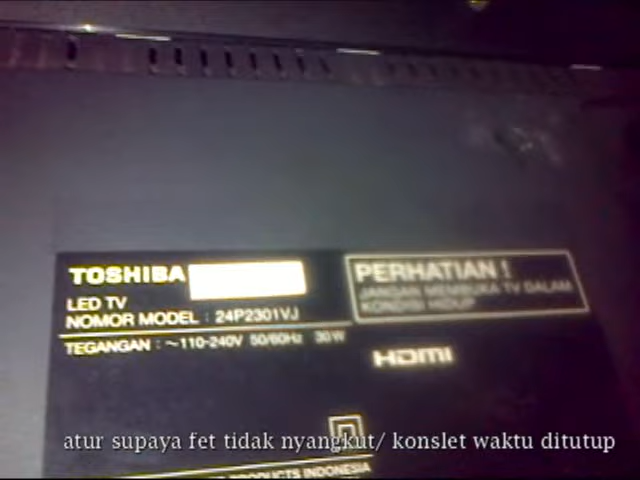 TOSHIBA
LED TV
NOMOR MODEL : 24P2301VJ
TEGANGAN : ~110-240V 50/60Hz 30W
PERHATIAN !
JANGAN MEMBUKA TV DALAM
KONDISI HIDUP
HDMI
atur supaya fet tidak nyangkut/ konslet waktu ditutup
PRODUCTS INDONESIA